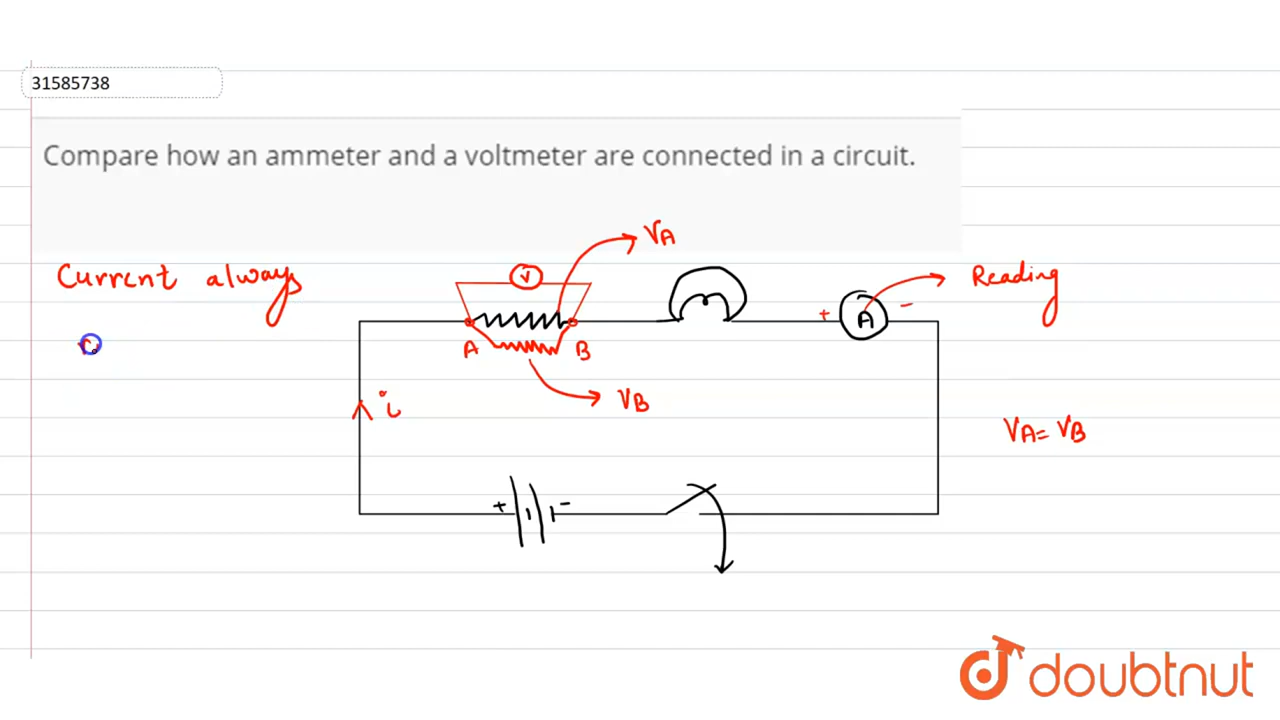 31585738
Compare how an ammeter and a voltmeter are connected in a circuit.
VA
Current always
V
Reading
+ A -
A B
i
VB
VA = VB
+ -
doubtnut